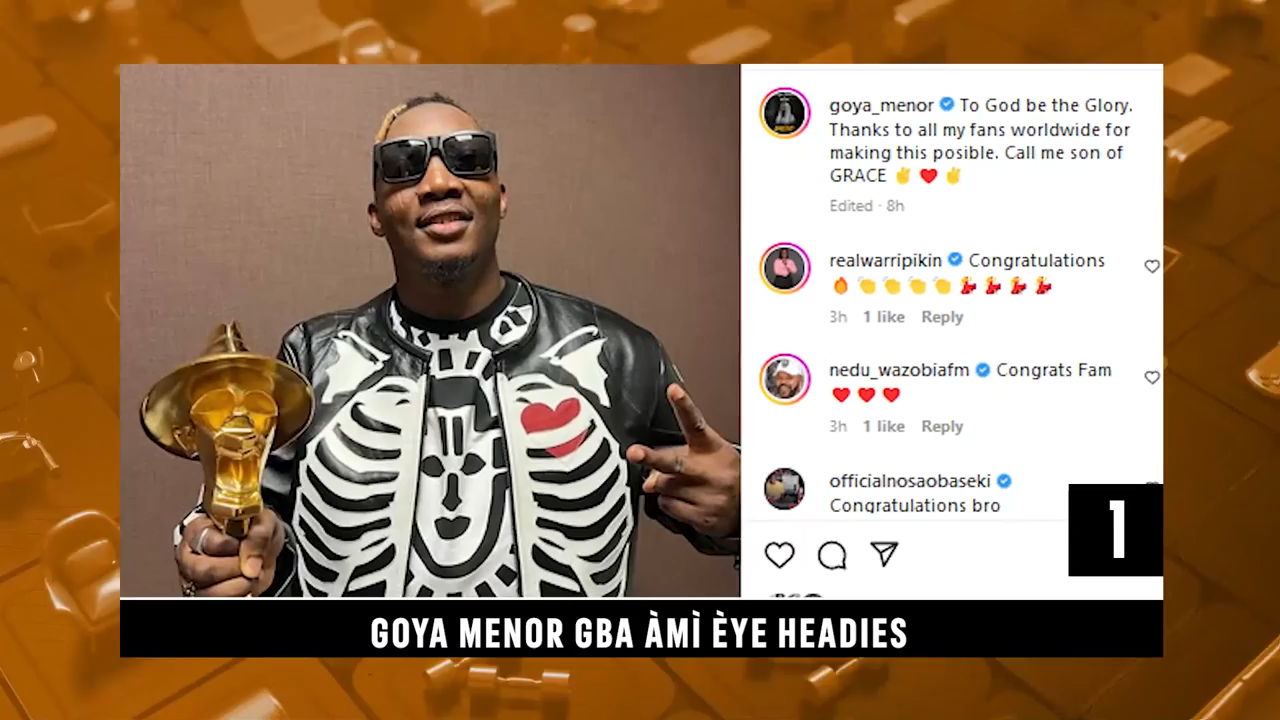 goya_menor To God be the Glory.
Thanks to all my fans worldwide for
making this posible. Call me son of
GRACE ✌️ ❤️ ✌️
Edited · 8h
realwarripikin Congratulations
🔥 👏 👏 👏 👏 💃 💃 💃 💃
3h 1 like Reply
nedu_wazobiafm Congrats Fam
❤️ ❤️ ❤️
3h 1 like Reply
officialnosaobaseki
Congratulations bro
1
GOYA MENOR GBA ÀMÌ ÈYE HEADIES